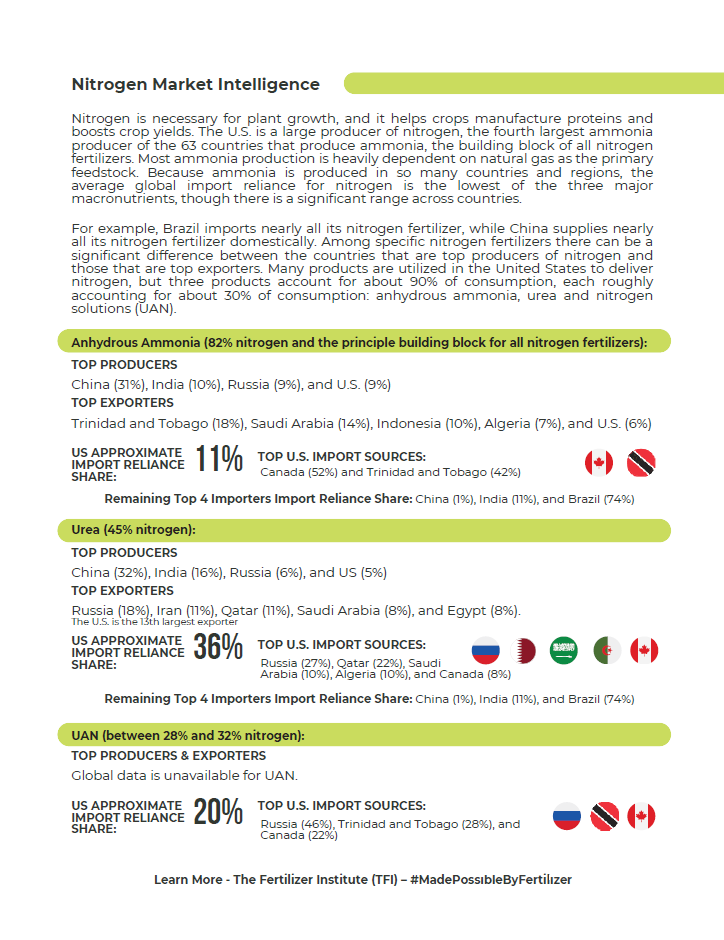 Nitrogen Market Intelligence
Nitrogen is necessary for plant growth, and it helps crops manufacture proteins and
boosts crop yields. The U.S. is a large producer of nitrogen, the fourth largest ammonia
producer of the 63 countries that produce ammonia, the building block of all nitrogen
fertilizers. Most ammonia production is heavily dependent on natural gas as the primary
feedstock. Because ammonia is produced in so many countries and regions, the
average global import reliance for nitrogen is the lowest of the three major
macronutrients, though there is a significant range across countries.
For example, Brazil imports nearly all its nitrogen fertilizer, while China supplies nearly
all its nitrogen fertilizer domestically. Among specific nitrogen fertilizers there can be a
significant difference between the countries that are top producers of nitrogen and
those that are top exporters. Many products are utilized in the United States to deliver
nitrogen, but three products account for about 90% of consumption, each roughly
accounting for about 30% of consumption: anhydrous ammonia, urea and nitrogen
solutions (UAN).
Anhydrous Ammonia (82% nitrogen and the principle building block for all nitrogen fertilizers):
TOP PRODUCERS
China (31%), India (10%), Russia (9%), and U.S. (9%)
TOP EXPORTERS
Trinidad and Tobago (18%), Saudi Arabia (14%), Indonesia (10%), Algeria (7%), and U.S. (6%)
US APPROXIMATE
IMPORT RELIANCE
SHARE:
11%
TOP U.S. IMPORT SOURCES:
Canada (52%) and Trinidad and Tobago (42%)
Remaining Top 4 Importers Import Reliance Share: China (1%), India (11%), and Brazil (74%)
Urea (45% nitrogen):
TOP PRODUCERS
China (32%), India (16%), Russia (6%), and US (5%)
TOP EXPORTERS
Russia (18%), Iran (11%), Qatar (11%), Saudi Arabia (8%), and Egypt (8%).
The U.S. is the 13th largest exporter
US APPROXIMATE
IMPORT RELIANCE
SHARE:
36%
TOP U.S. IMPORT SOURCES:
Russia (27%), Qatar (22%), Saudi
Arabia (10%), Algeria (10%), and Canada (8%)
Remaining Top 4 Importers Import Reliance Share: China (1%), India (11%), and Brazil (74%)
UAN (between 28% and 32% nitrogen):
TOP PRODUCERS & EXPORTERS
Global data is unavailable for UAN.
US APPROXIMATE
IMPORT RELIANCE
SHARE:
20%
TOP U.S. IMPORT SOURCES:
Russia (46%), Trinidad and Tobago (28%), and
Canada (22%)
Learn More - The Fertilizer Institute (TFI) – #MadePossibleByFertilizer